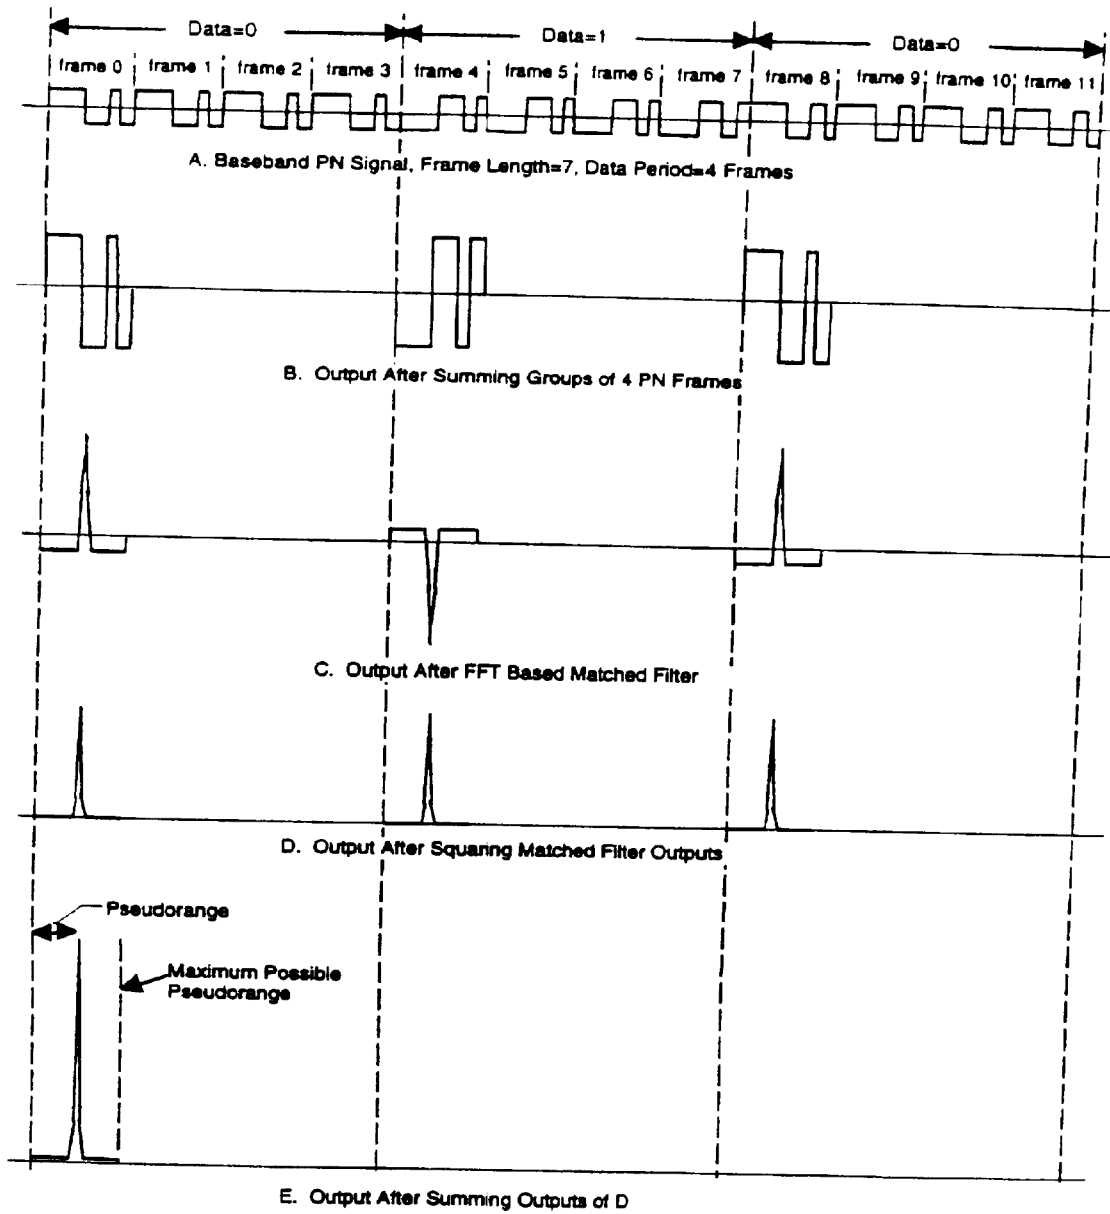 Data=0 Data=1 Data=0
frame 0 frame 1 frame 2 frame 3 frame 4 frame 5 frame 6 frame 7 frame 8 frame 9 frame 10 frame 11
A. Baseband PN Signal, Frame Length=7, Data Period=4 Frames
B. Output After Summing Groups of 4 PN Frames
C. Output After FFT Based Matched Filter
D. Output After Squaring Matched Filter Outputs
Pseudorange
Maximum Possible
Pseudorange
E. Output After Summing Outputs of D